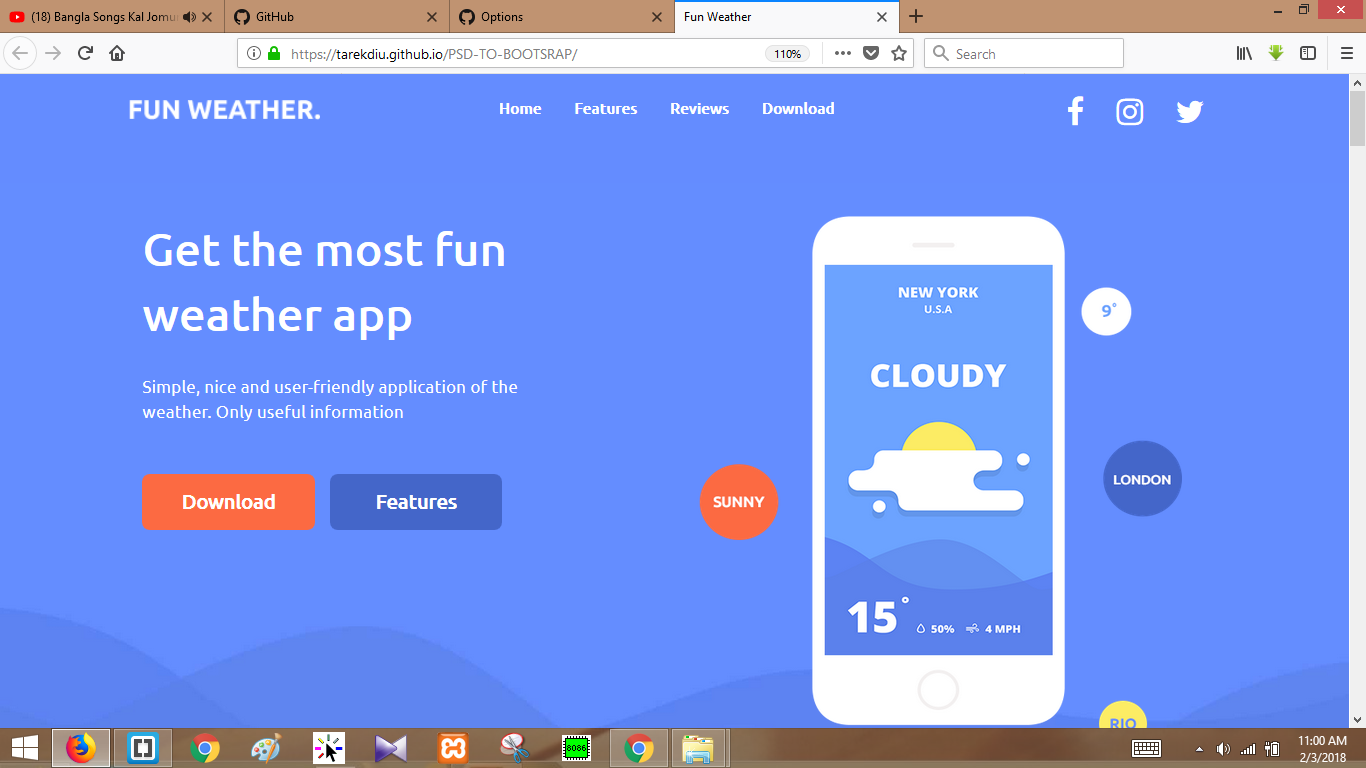 (18) Bangla Songs Kal Jomu
GitHub
Options
Fun Weather
https://tarekdiu.github.io/PSD-TO-BOOTSRAP/
110%
Search
FUN WEATHER.
Home
Features
Reviews
Download
Get the most fun
weather app
Simple, nice and user-friendly application of the
weather. Only useful information
Download
Features
NEW YORK
U.S.A
CLOUDY
15°
50%
4 MPH
9°
SUNNY
LONDON
RIO
8086
11:00 AM
2/3/2018